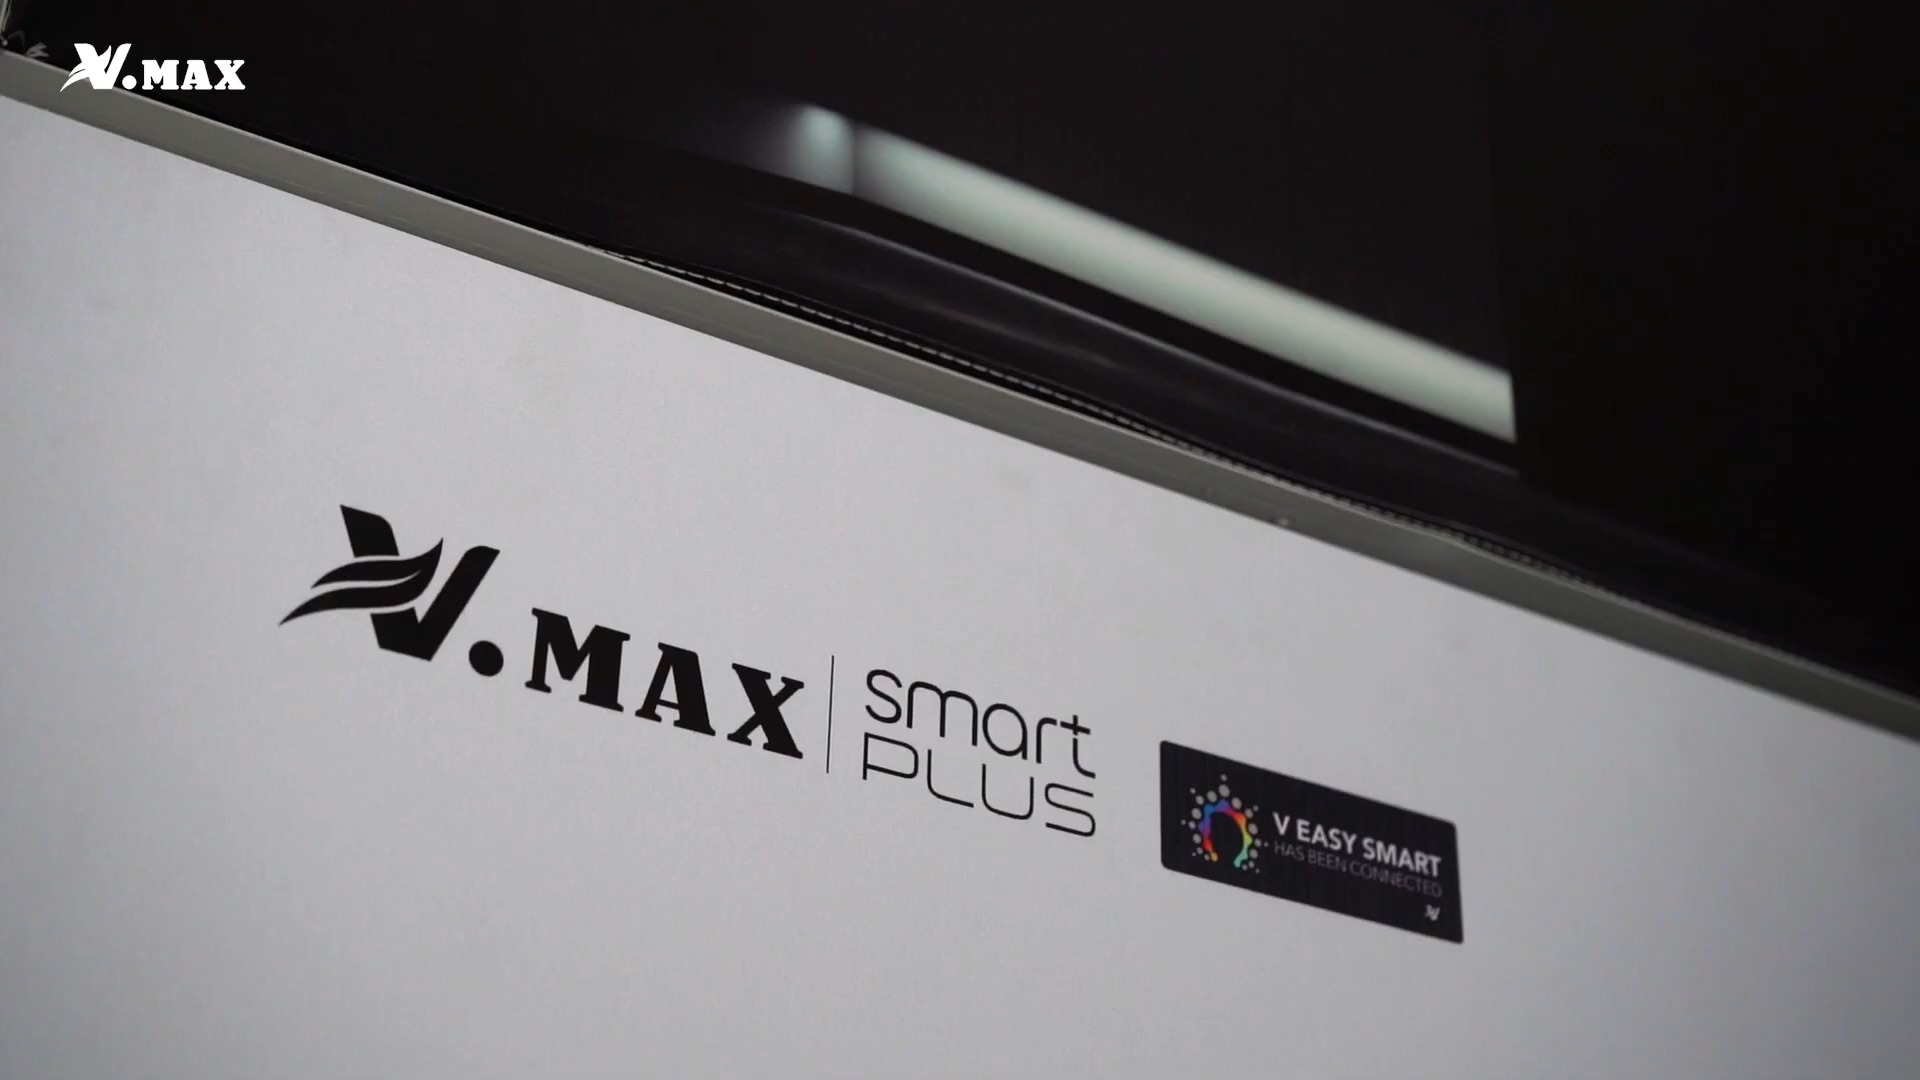 V.MAX
V.MAX
smart
PLUS
V EASY SMART
HAS BEEN CONNECTED